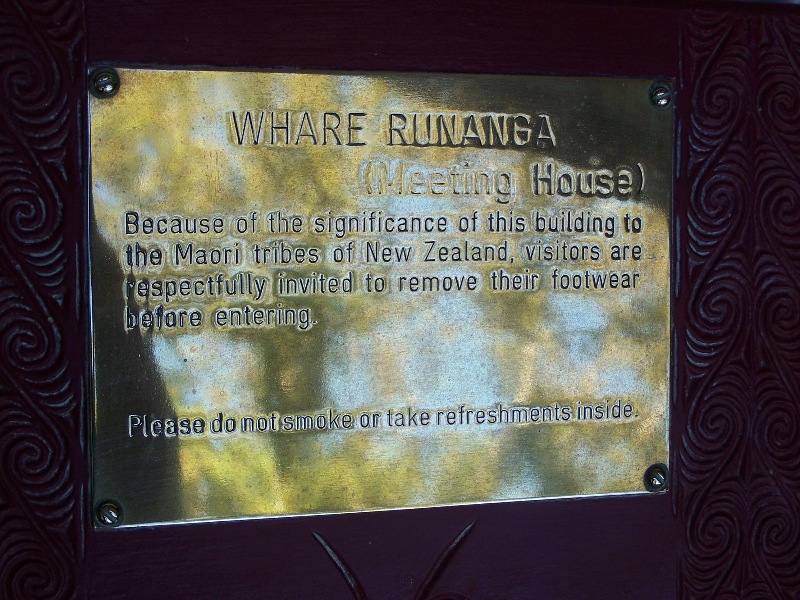 WHARE RUNANGA
(Meeting House)
Because of the significance of this building to
the Maori tribes of New Zealand, visitors are
respectfully invited to remove their footwear
before entering.
Please do not smoke or take refreshments inside.